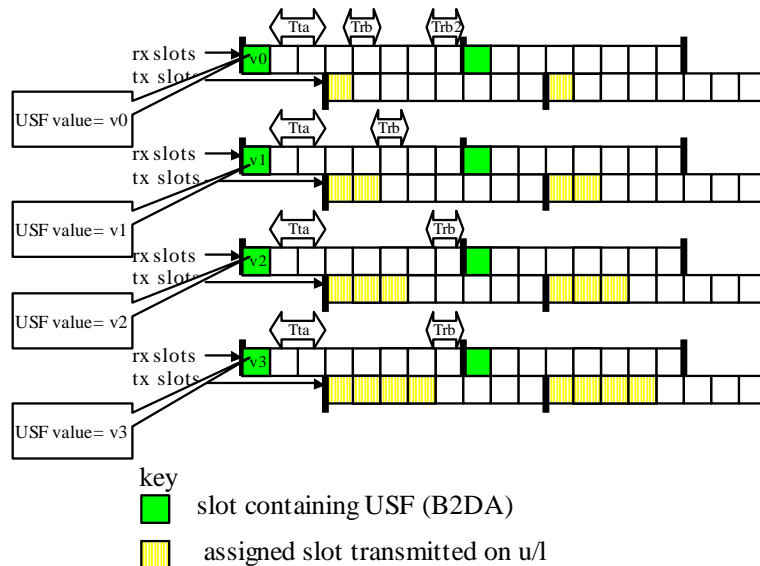 Tta Trb Trb2
rx slots
v0
tx slots
USF value= v0
Tta Trb
rx slots
v1
tx slots
USF value= v1
Tta Trb
rx slots
v2
tx slots
USF value= v2
Tta Trb
rx slots
v3
tx slots
USF value= v3
key
slot containing USF (B2DA)
assigned slot transmitted on u/l